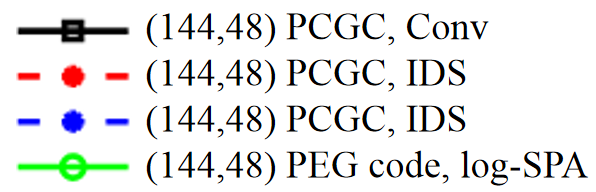 (144,48) PCGC, Conv
(144,48) PCGC, IDS
(144,48) PCGC, IDS
(144,48) PEG code, log-SPA